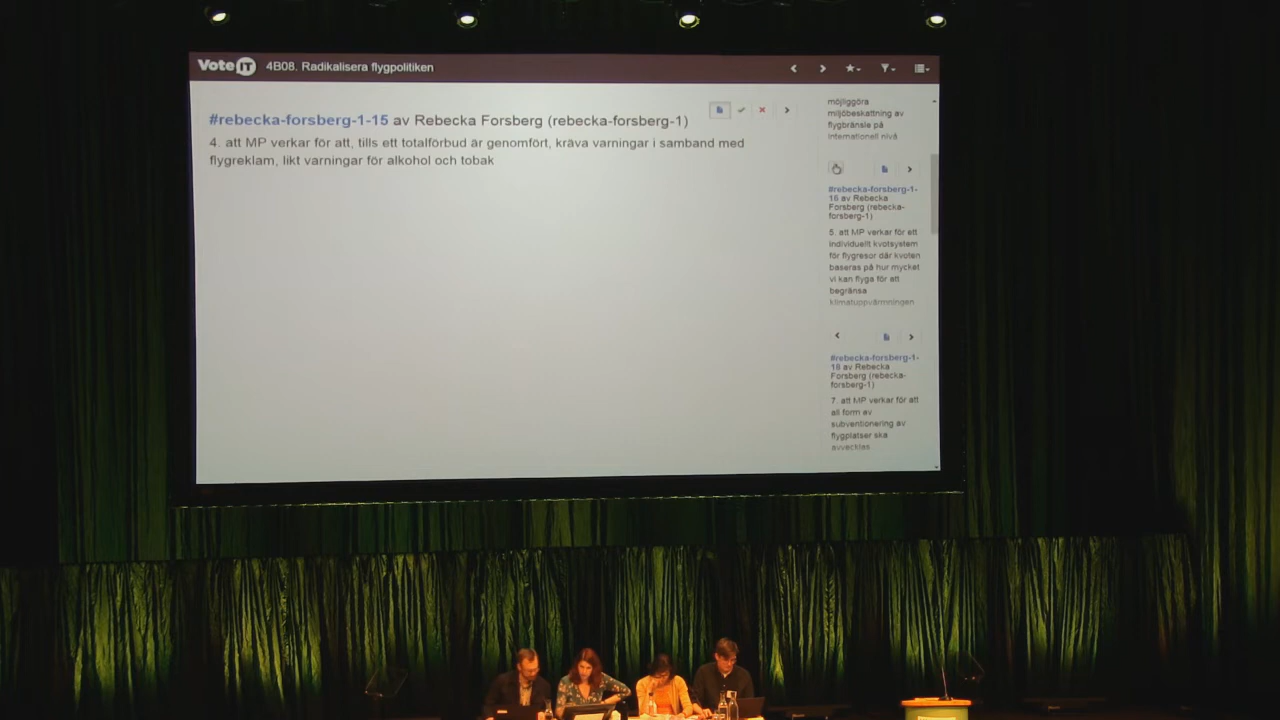 VoteIT 4B08. Radikalisera flygpolitiken
#rebecka-forsberg-1-15 av Rebecka Forsberg (rebecka-forsberg-1)
4. att MP verkar för att, tills ett totalförbud är genomfört, kräva varningar i samband med
flygreklam, likt varningar för alkohol och tobak
möjliggöra
miljöbeskattning av
flygbränsle på
internationell nivå
#rebecka-forsberg-1-
16 av Rebecka
Forsberg (rebecka-
forsberg-1)
5. att MP verkar för ett
individuellt kvotsystem
för flygresor där kvoten
baseras på hur mycket
vi kan flyga för att
begränsa
klimatuppvärmningen
#rebecka-forsberg-1-
18 av Rebecka
Forsberg (rebecka-
forsberg-1)
7. att MP verkar för att
all form av
subventionering av
flygplatser ska
avvecklas